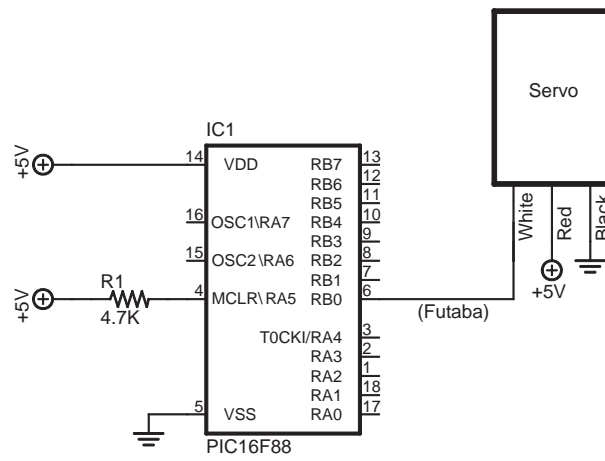 Servo
IC1
+5V
14 VDD RB7 13
RB6 12
RB5 11
16 OSC1\RA7 RB4 10
RB3 9
15 OSC2\RA6 RB2 8
RB1 7
White
Red
Black
+5V
R1
4.7K
4 MCLR\RA5 RB0 6
(Futaba)
+5V
T0CKI/RA4 3
RA3 2
RA2 1
RA1 18
5 VSS RA0 17
PIC16F88